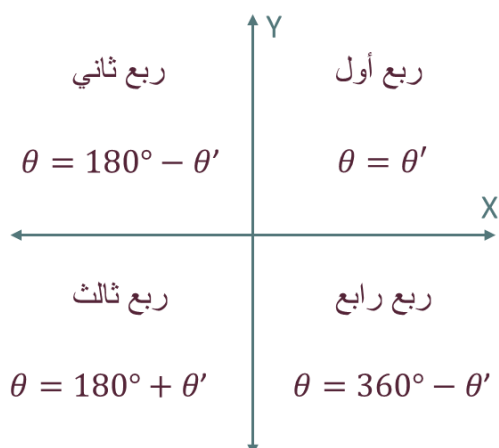 Y
ربع أول
ربع ثاني
θ = θ′
θ = 180° − θ′
X
ربع رابع
ربع ثالث
θ = 360° − θ′
θ = 180° + θ′